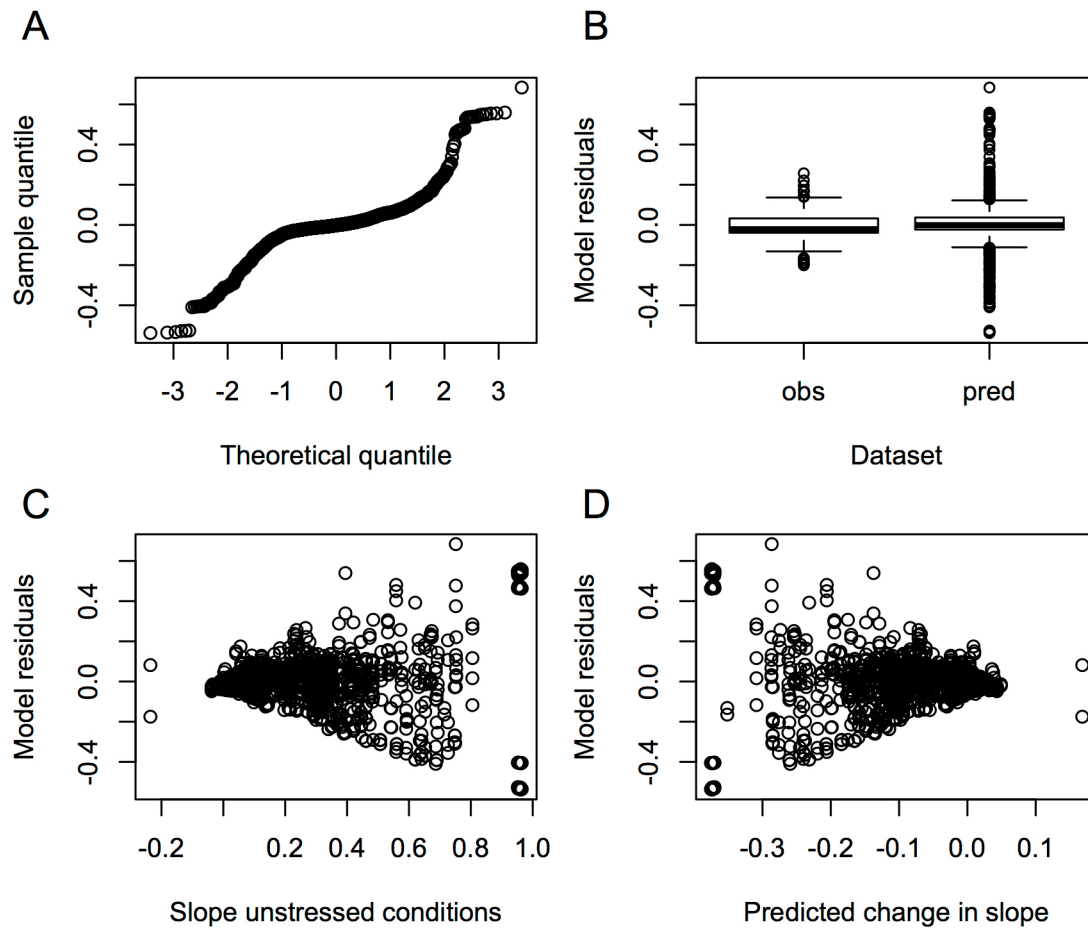 A
Sample quantile
0.4
0.0
-0.4
-3 -2 -1 0 1 2 3
Theoretical quantile
B
Model residuals
0.4
0.0
-0.4
obs pred
Dataset
C
Model residuals
0.4
0.0
-0.4
-0.2 0.2 0.4 0.6 0.8 1.0
Slope unstressed conditions
D
Model residuals
0.4
0.0
-0.4
-0.3 -0.2 -0.1 0.0 0.1
Predicted change in slope